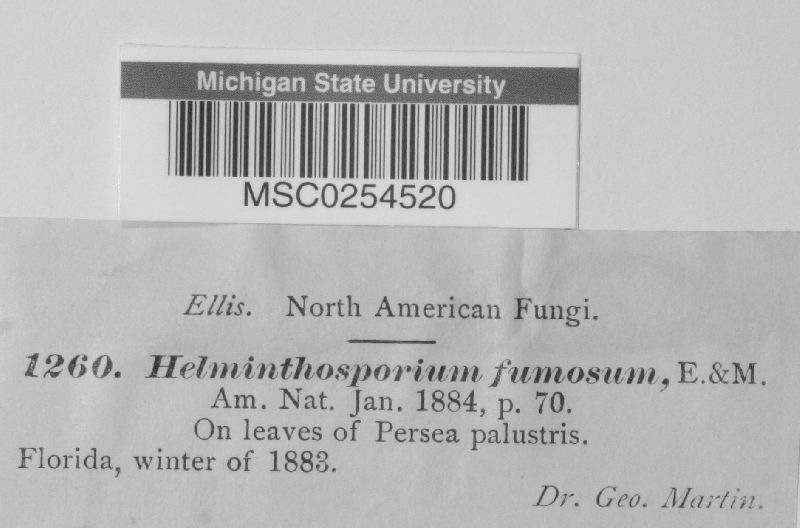 Michigan State University
MSC0254520
Ellis. North American Fungi.
1260. Helminthosporium fumosum, E.&M.
Am. Nat. Jan. 1884, p. 70.
On leaves of Persea palustris.
Florida, winter of 1883.
Dr. Geo. Martin.